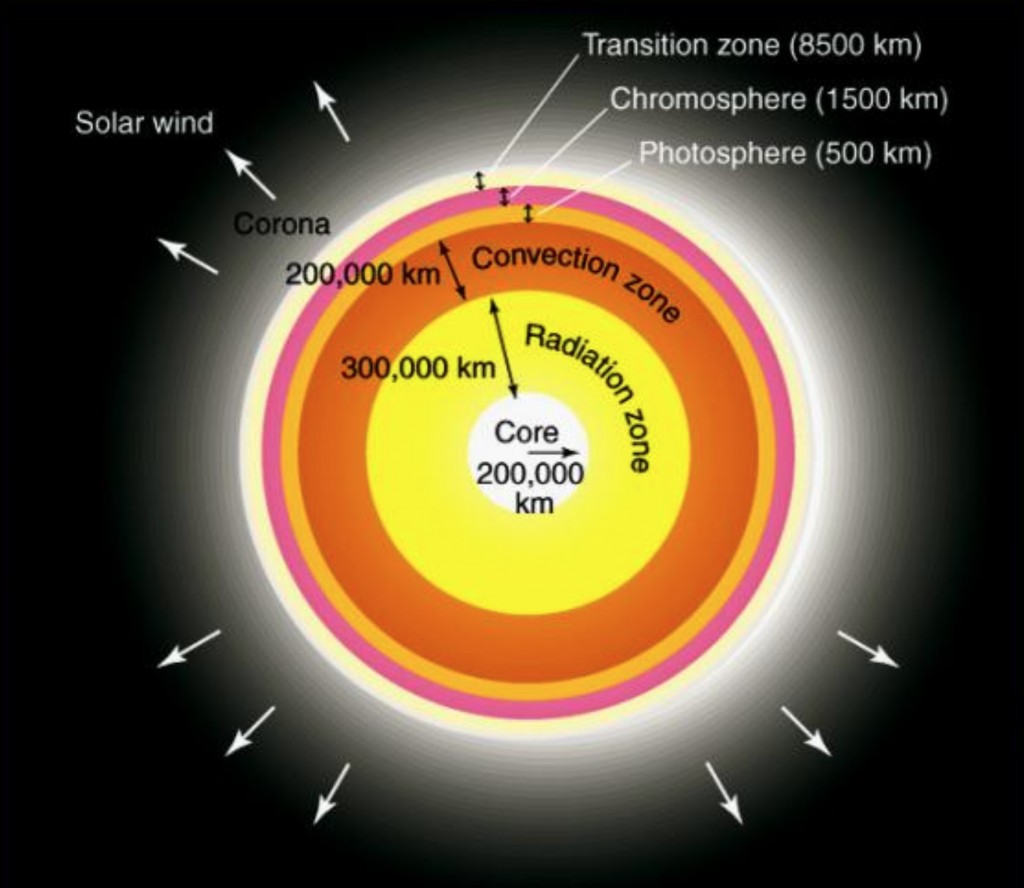 Transition zone (8500 km)
Chromosphere (1500 km)
Solar wind
Photosphere (500 km)
Corona
Convection zone
200,000 km
Radiation zone
300,000 km
Core
200,000
km